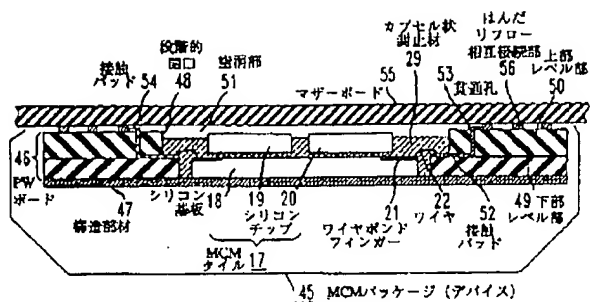 接触
パッド
54
段階的
開口
48
空洞部
51
マザーボード
55
カプセル状
調止材
29
はんだ
リフロー
相互接続部
56
53
貫通孔
上部
レベル部
50
46
PW
ボード
47
構造部材
シリコン
基板
18
19
20
シリコン
チップ
MCM
タイル 17
21
ワイヤボンド
フィンガー
22
ワイヤ
52
接触
パッド
49 下部
レベル部
45 MCMパッケージ (デバイス)